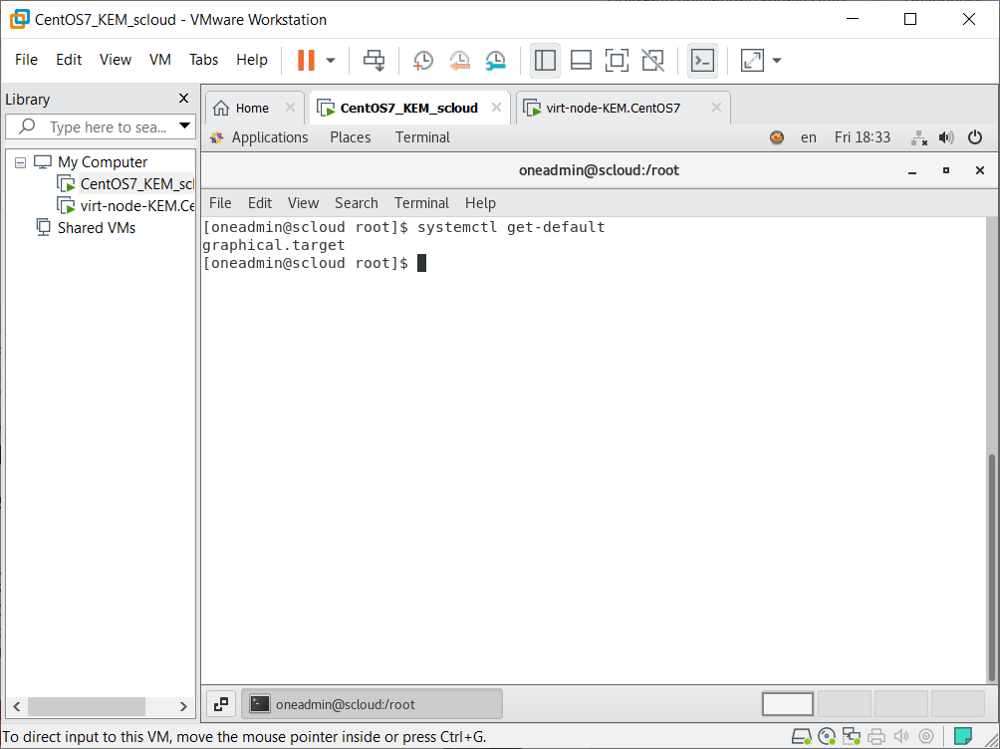 CentOS7_KEM_scloud - VMware Workstation
File Edit View VM Tabs Help
Library
Type here to sea...
My Computer
CentOS7_KEM_scl
virt-node-KEM.Ce
Shared VMs
Home
CentOS7_KEM_scloud
virt-node-KEM.CentOS7
Applications Places Terminal
en Fri 18:33
oneadmin@scloud:/root
File Edit View Search Terminal Help
[oneadmin@scloud root]$ systemctl get-default
graphical.target
[oneadmin@scloud root]$
oneadmin@scloud:/root
To direct input to this VM, move the mouse pointer inside or press Ctrl+G.